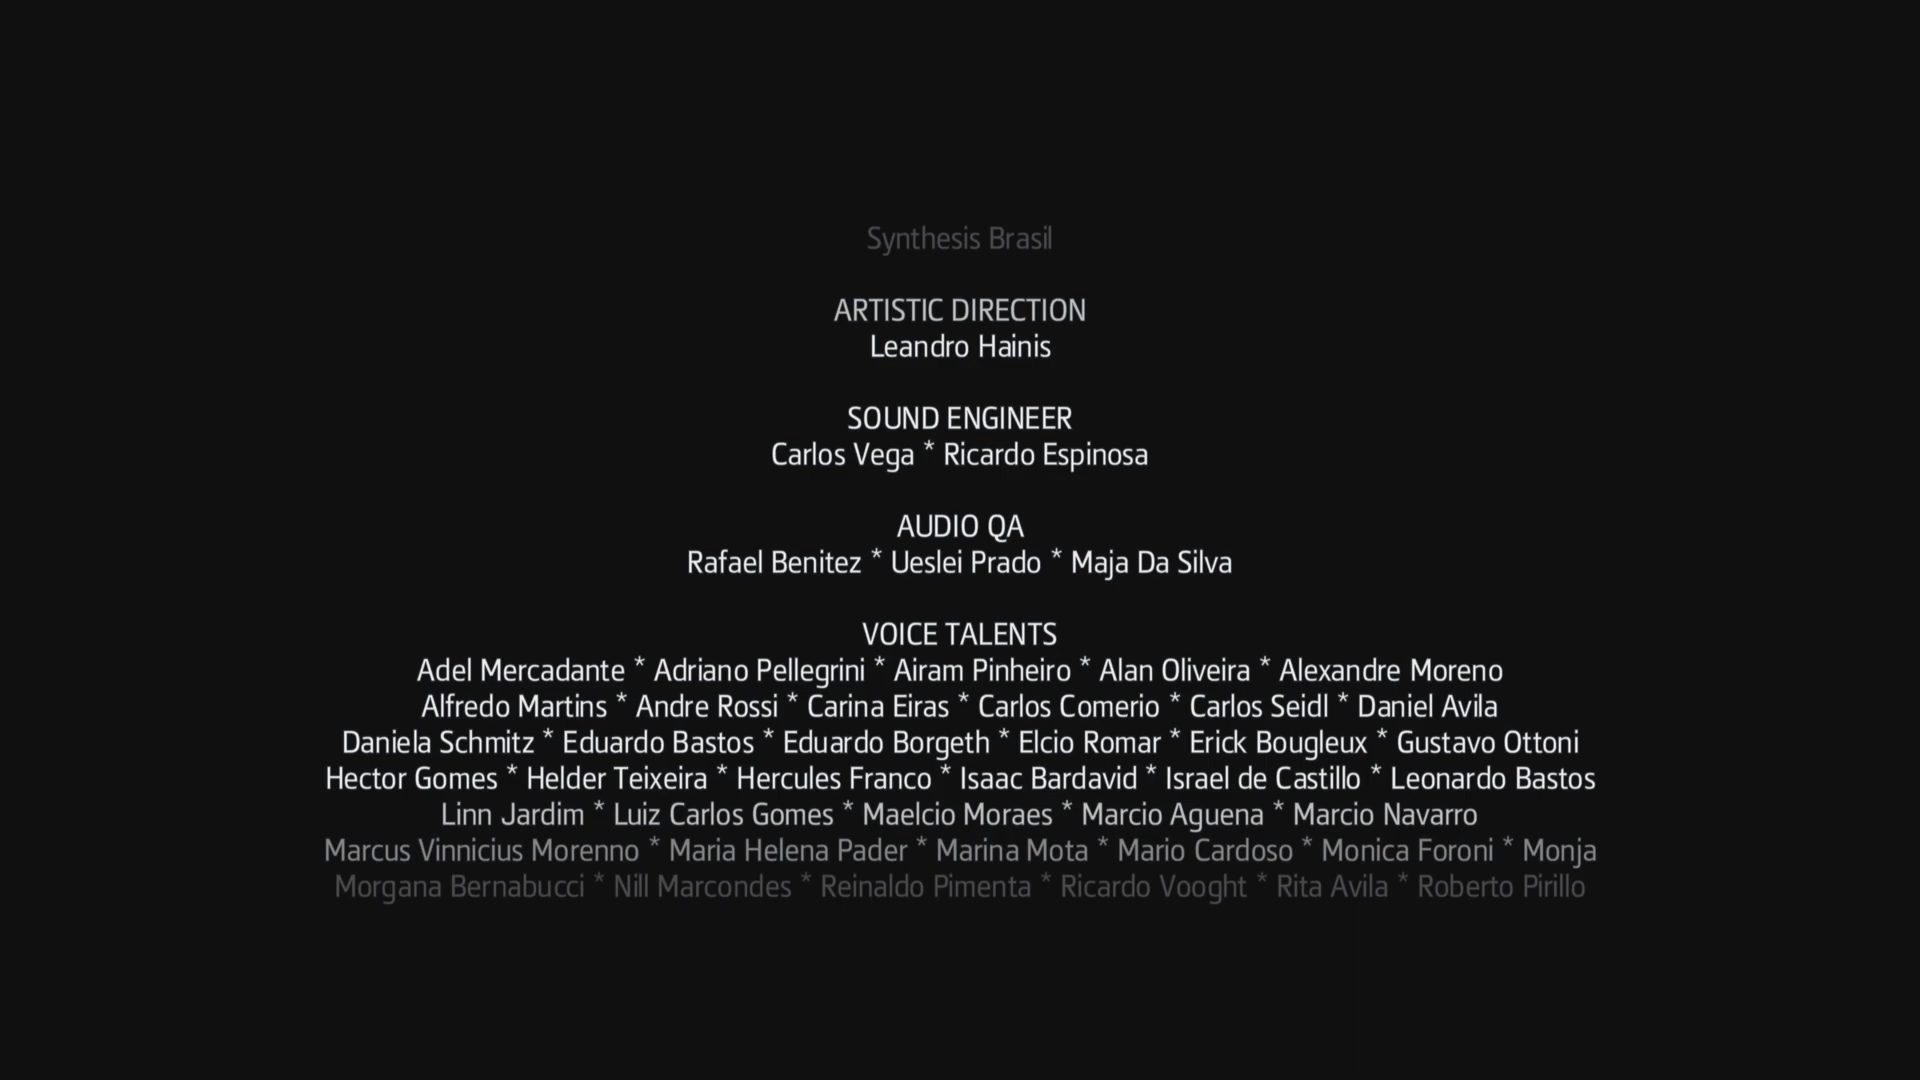 Synthesis Brasil
ARTISTIC DIRECTION
Leandro Hainis
SOUND ENGINEER
Carlos Vega * Ricardo Espinosa
AUDIO QA
Rafael Benitez * Ueslei Prado * Maja Da Silva
VOICE TALENTS
Adel Mercadante * Adriano Pellegrini * Airam Pinheiro * Alan Oliveira * Alexandre Moreno
Alfredo Martins * Andre Rossi * Carina Eiras * Carlos Comerio * Carlos Seidl * Daniel Avila
Daniela Schmitz * Eduardo Bastos * Eduardo Borgeth * Elcio Romar * Erick Bougleux * Gustavo Ottoni
Hector Gomes * Helder Teixeira * Hercules Franco * Isaac Bardavid * Israel de Castillo * Leonardo Bastos
Linn Jardim * Luiz Carlos Gomes * Maelcio Moraes * Marcio Aguena * Marcio Navarro
Marcus Vinnicius Morenno * Maria Helena Pader * Marina Mota * Mario Cardoso * Monica Foroni * Monja
Morgana Bernabucci * Nill Marcondes * Reinaldo Pimenta * Ricardo Vooght * Rita Avila * Roberto Pirillo